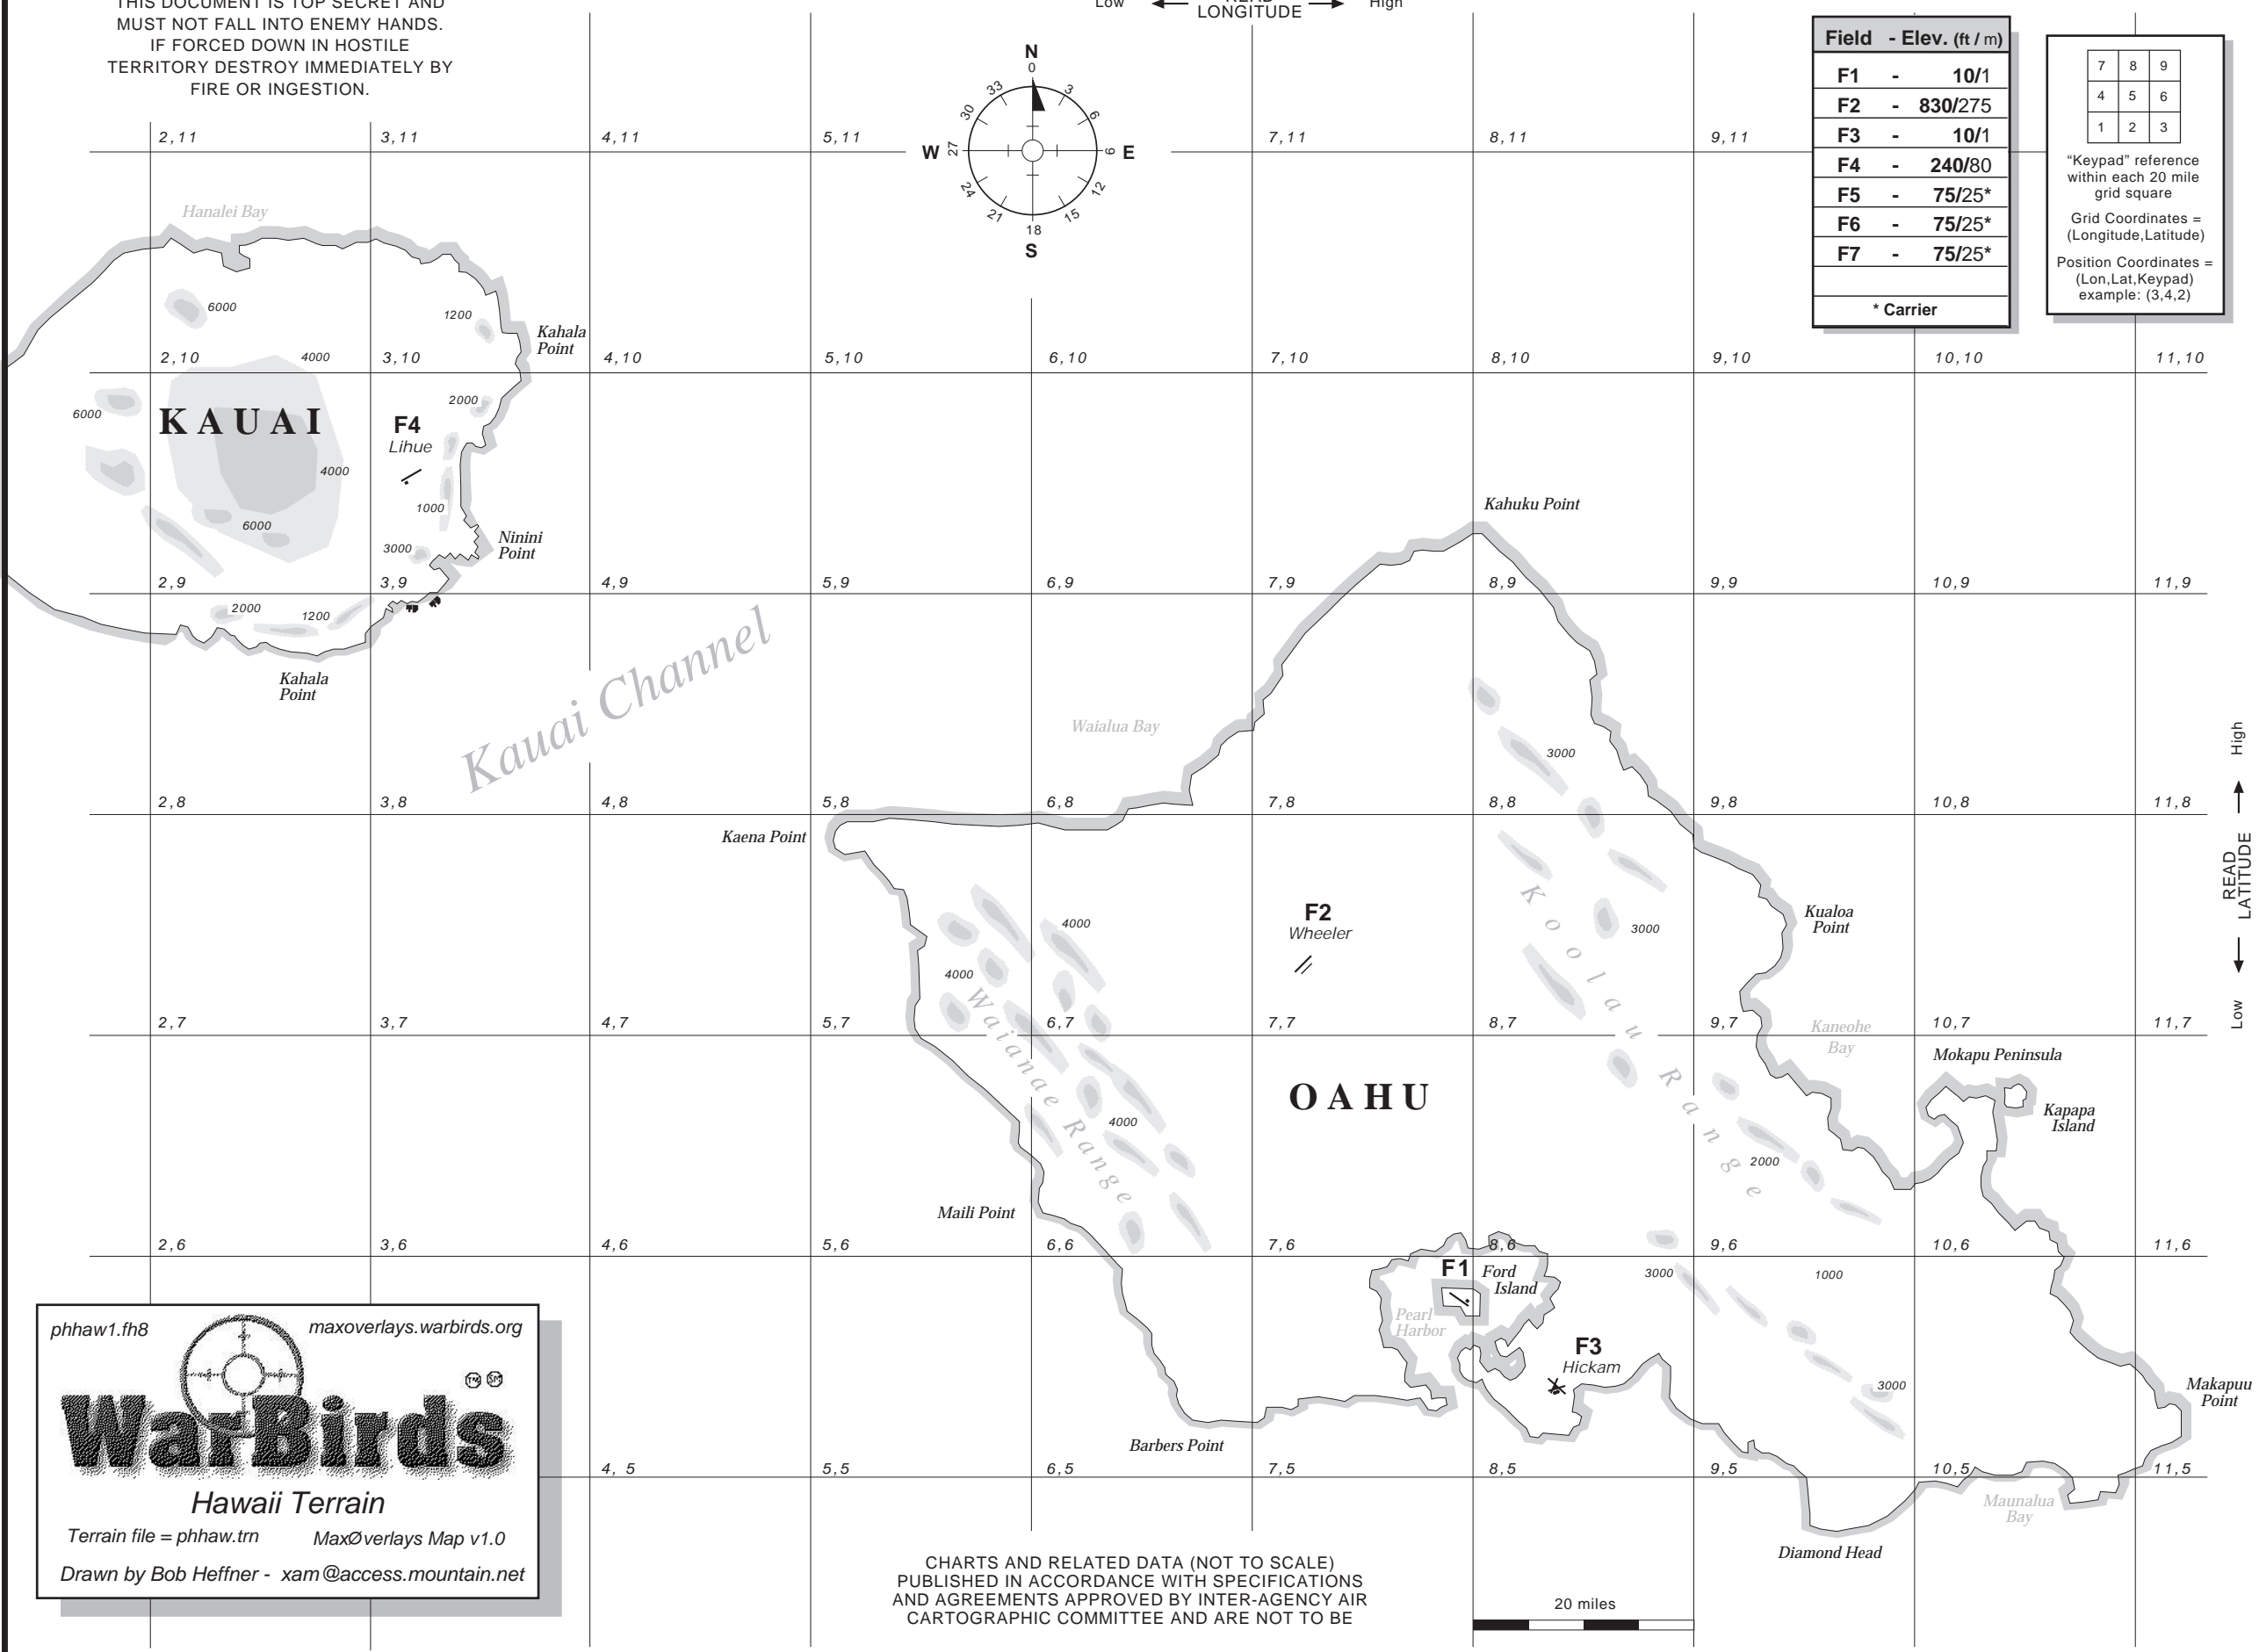 THIS DOCUMENT IS TOP SECRET AND
MUST NOT FALL INTO ENEMY HANDS.
IF FORCED DOWN IN HOSTILE
TERRITORY DESTROY IMMEDIATELY BY
FIRE OR INGESTION.
Low
READ
LONGITUDE
High
N
0
3
6
9
E
12
15
18
S
21
24
27
W
30
33
Field - Elev. (ft / m)
F1 - 10/1
F2 - 830/275
F3 - 10/1
F4 - 240/80
F5 - 75/25*
F6 - 75/25*
F7 - 75/25*
* Carrier
7 8 9
4 5 6
1 2 3
“Keypad” reference
within each 20 mile
grid square
Grid Coordinates =
(Longitude,Latitude)
Position Coordinates =
(Lon,Lat,Keypad)
example: (3,4,2)
2,11 3,11 4,11 5,11 7,11 8,11 9,11
Hanalei Bay
6000
1200
Kahala
Point
2,10 4000 3,10 4,10 5,10 6,10 7,10 8,10 9,10 10,10 11,10
6000
2000
KAUAI
F4
Lihue
4000
1000
6000
3000
Ninini
Point
Kahuku Point
2,9 3,9 4,9 5,9 6,9 7,9 8,9 9,9 10,9 11,9
2000
1200
Kahala
Point
Kauai Channel
Waialua Bay
3000
High
READ
LATITUDE
Low
2,8 3,8 4,8 5,8 6,8 7,8 8,8 9,8 10,8 11,8
Kaena Point
4000
4000
F2
Wheeler
Koolau Range
3000
Kualoa
Point
Waianae Range
2,7 3,7 4,7 5,7 6,7 7,7 8,7 9,7 10,7 11,7
Kaneohe
Bay
Mokapu Peninsula
Kapapa
Island
OAHU
4000
2000
Maili Point
2,6 3,6 4,6 5,6 6,6 7,6 8,6 9,6 10,6 11,6
F1
Ford
Island
3000
1000
Pearl
Harbor
F3
Hickam
3000
Makapuu
Point
Barbers Point
4, 5 5,5 6,5 7,5 8,5 9,5 10,5 11,5
Maunalua
Bay
Diamond Head
phhaw1.fh8
maxoverlays.warbirds.org
TM SM
WarBirds
Hawaii Terrain
Terrain file = phhaw.trn MaxØverlays Map v1.0
Drawn by Bob Heffner - xam@access.mountain.net
CHARTS AND RELATED DATA (NOT TO SCALE)
PUBLISHED IN ACCORDANCE WITH SPECIFICATIONS
AND AGREEMENTS APPROVED BY INTER-AGENCY AIR
CARTOGRAPHIC COMMITTEE AND ARE NOT TO BE
20 miles